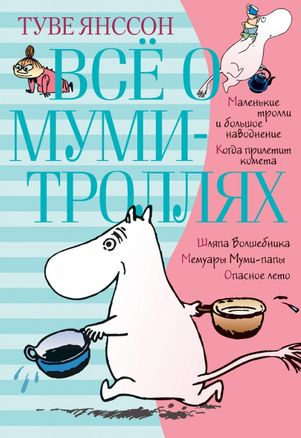 ТУВЕ ЯНССОН
ВСЁ О
МУМИ-
ТРОЛЛЯХ
Маленькие
тролли
и большое
наводнение
Когда прилетит
комета
Шляпа Волшебника
Мемуары Муми-папы
Опасное лето